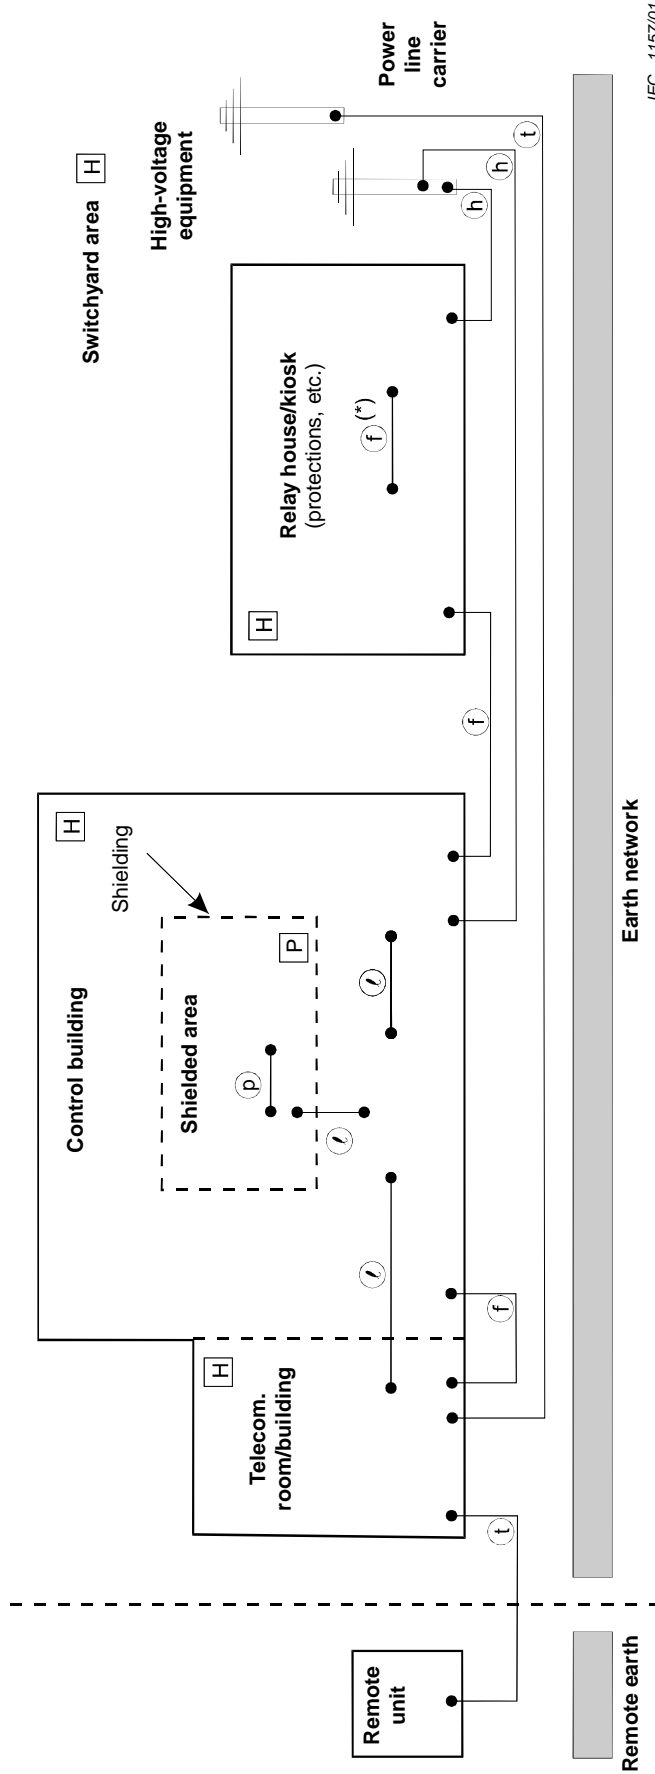 Switchyard area H
High-voltage
equipment
Power
line
carrier
t
h
h
Relay house/kiosk
(protections, etc.)
f (*)
H
f
Control building
H
Shielding
Shielded area
P
p
ℓ
ℓ
ℓ
f
Telecom.
room/building
H
t
Remote
unit
Earth network
Remote earth
IEC 1157/01